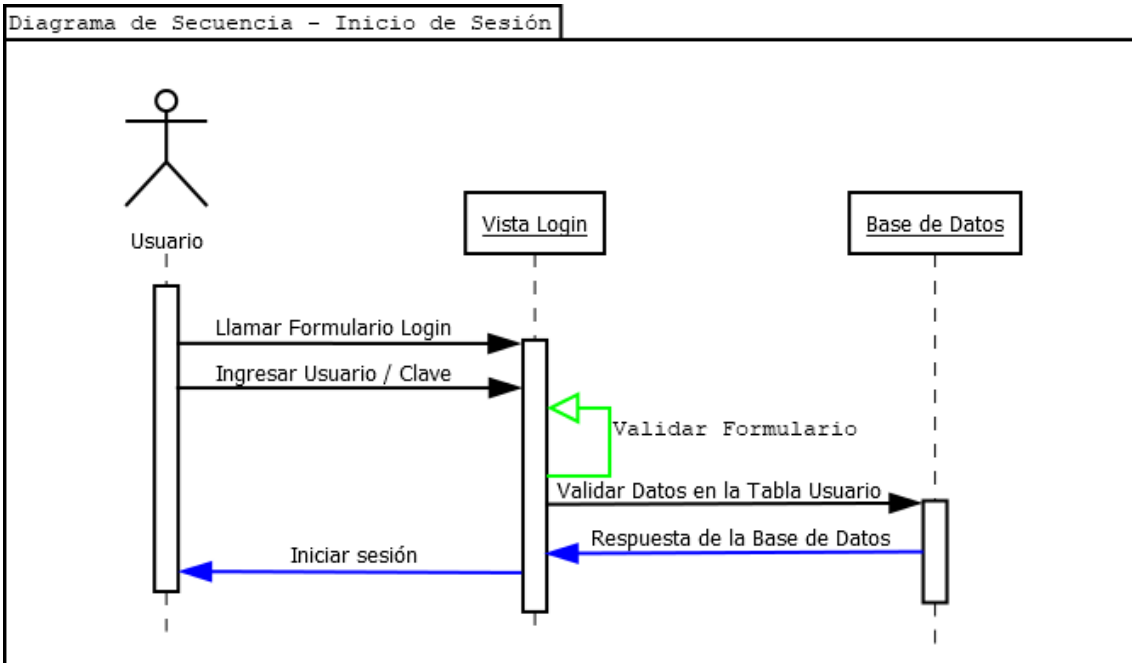 Diagrama de Secuencia - Inicio de Sesión
Usuario
Vista Login
Base de Datos
Llamar Formulario Login
Ingresar Usuario / Clave
Validar Formulario
Validar Datos en la Tabla Usuario
Respuesta de la Base de Datos
Iniciar sesión